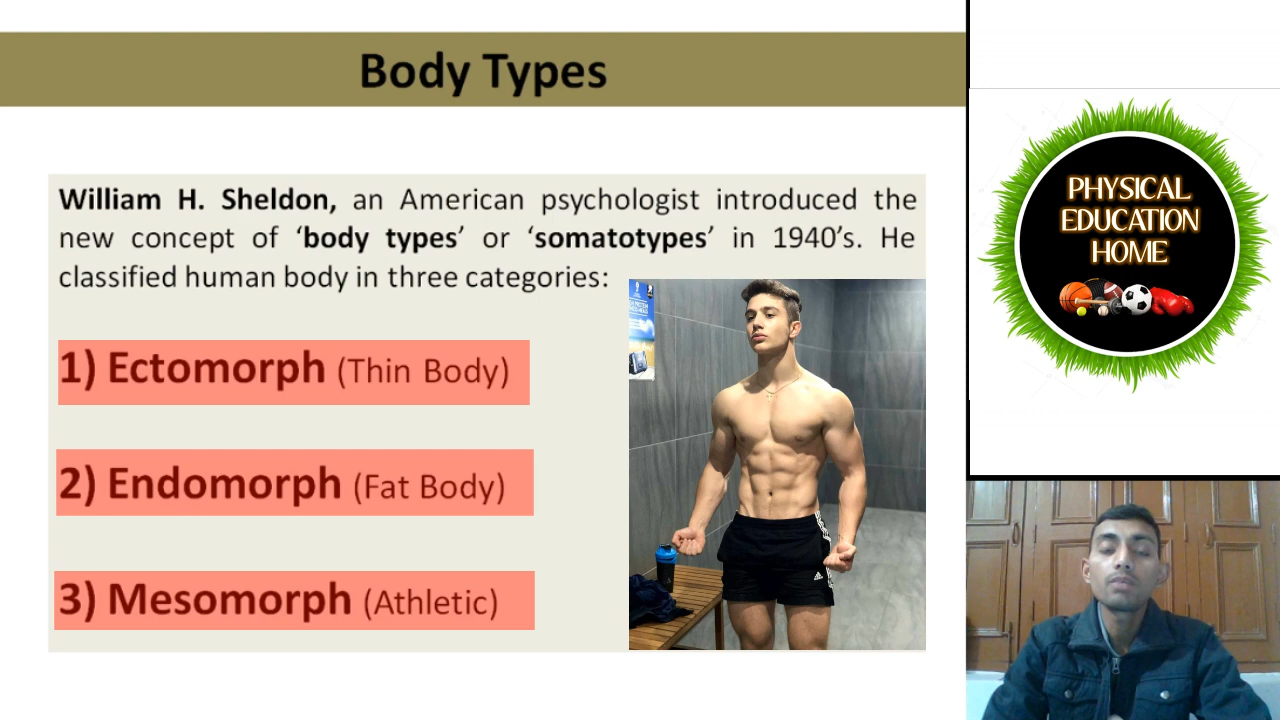 Body Types
William H. Sheldon, an American psychologist introduced the
new concept of ‘body types’ or ‘somatotypes’ in 1940’s. He
classified human body in three categories:
1) Ectomorph (Thin Body)
2) Endomorph (Fat Body)
3) Mesomorph (Athletic)
PHYSICAL
EDUCATION
HOME